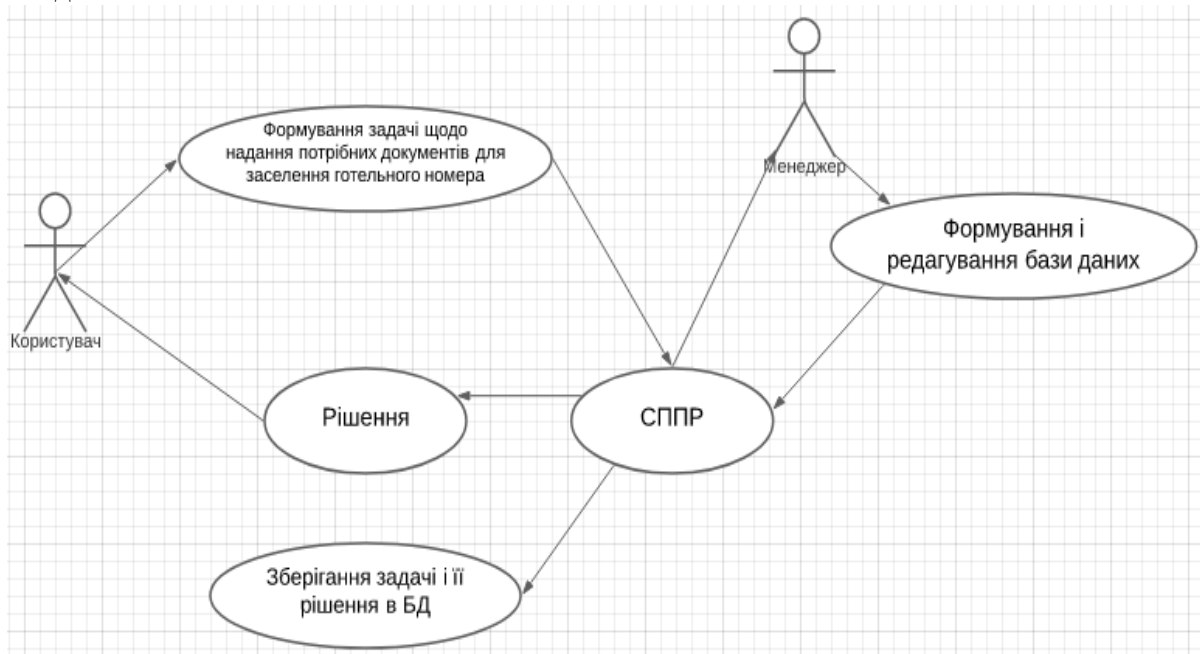 Формування задачі щодо
надання потрібних документів для
заселення готельного номера
Менеджер
Формування і
редагування бази даних
Користувач
Рішення
СППР
Зберігання задачі і її
рішення в БД